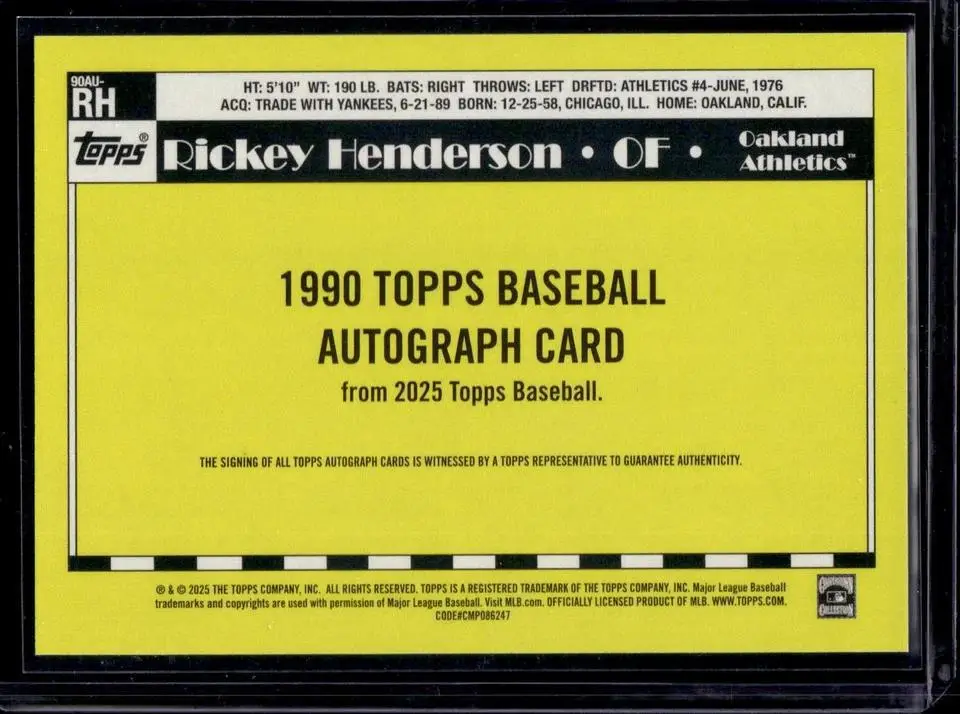 90AU-
RH
HT: 5'10" WT: 190 LB. BATS: RIGHT THROWS: LEFT DRFTD: ATHLETICS #4-JUNE, 1976
ACQ: TRADE WITH YANKEES, 6-21-89 BORN: 12-25-58, CHICAGO, ILL. HOME: OAKLAND, CALIF.
Topps®
Rickey Henderson • OF •
Oakland
Athletics™
1990 TOPPS BASEBALL
AUTOGRAPH CARD
from 2025 Topps Baseball.
THE SIGNING OF ALL TOPPS AUTOGRAPH CARDS IS WITNESSED BY A TOPPS REPRESENTATIVE TO GUARANTEE AUTHENTICITY.
® & © 2025 THE TOPPS COMPANY, INC. ALL RIGHTS RESERVED. TOPPS IS A REGISTERED TRADEMARK OF THE TOPPS COMPANY, INC. Major League Baseball
trademarks and copyrights are used with permission of Major League Baseball. Visit MLB.com. OFFICIALLY LICENSED PRODUCT OF MLB. WWW.TOPPS.COM.
CODE#CMP086247
COOPERSTOWN
COLLECTION